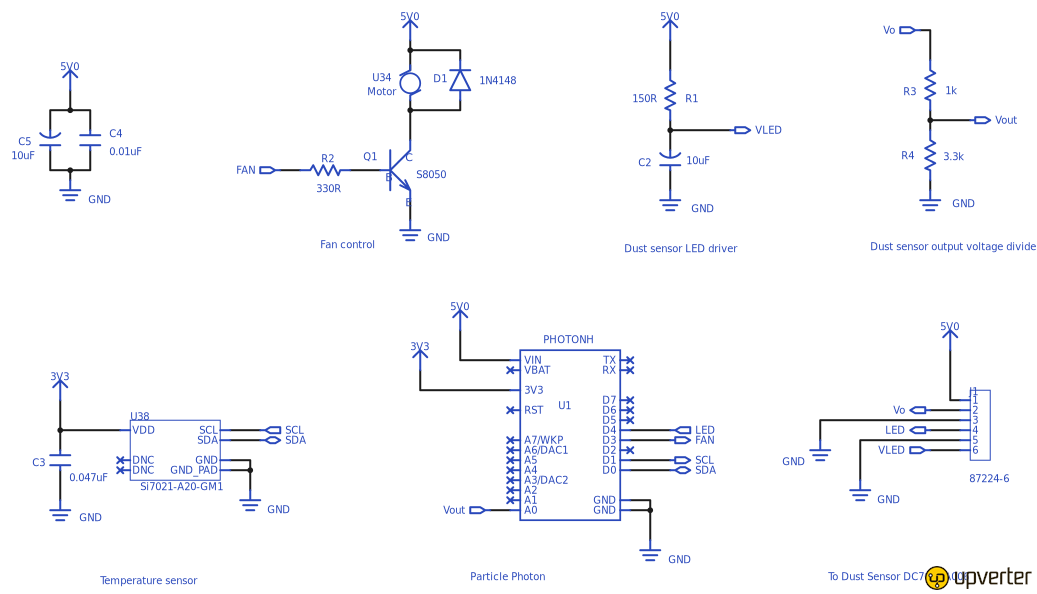 5V0
C5
10uF
C4
0.01uF
GND
5V0
U34
Motor
D1
1N4148
FAN
R2
330R
Q1
C
B
E
S8050
GND
Fan control
5V0
150R
R1
VLED
C2
10uF
GND
Dust sensor LED driver
Vo
R3
1k
Vout
R4
3.3k
GND
Dust sensor output voltage divide
3V3
U38
VDD
SCL
SCL
SDA
SDA
DNC
GND
DNC
GND_PAD
C3
0.047uF
Si7021-A20-GM1
GND
GND
Temperature sensor
5V0
3V3
PHOTONH
VIN
TX
VBAT
RX
3V3
U1
D7
RST
D6
D5
D4
LED
A7/WKP
D3
FAN
A6/DAC1
D2
A5
D1
SCL
A4
D0
SDA
A3/DAC2
A2
A1
GND
Vout
A0
GND
GND
Particle Photon
5V0
J1
1
Vo
2
3
LED
4
5
VLED
6
GND
87224-6
GND
To Dust Sensor DC7
upverter